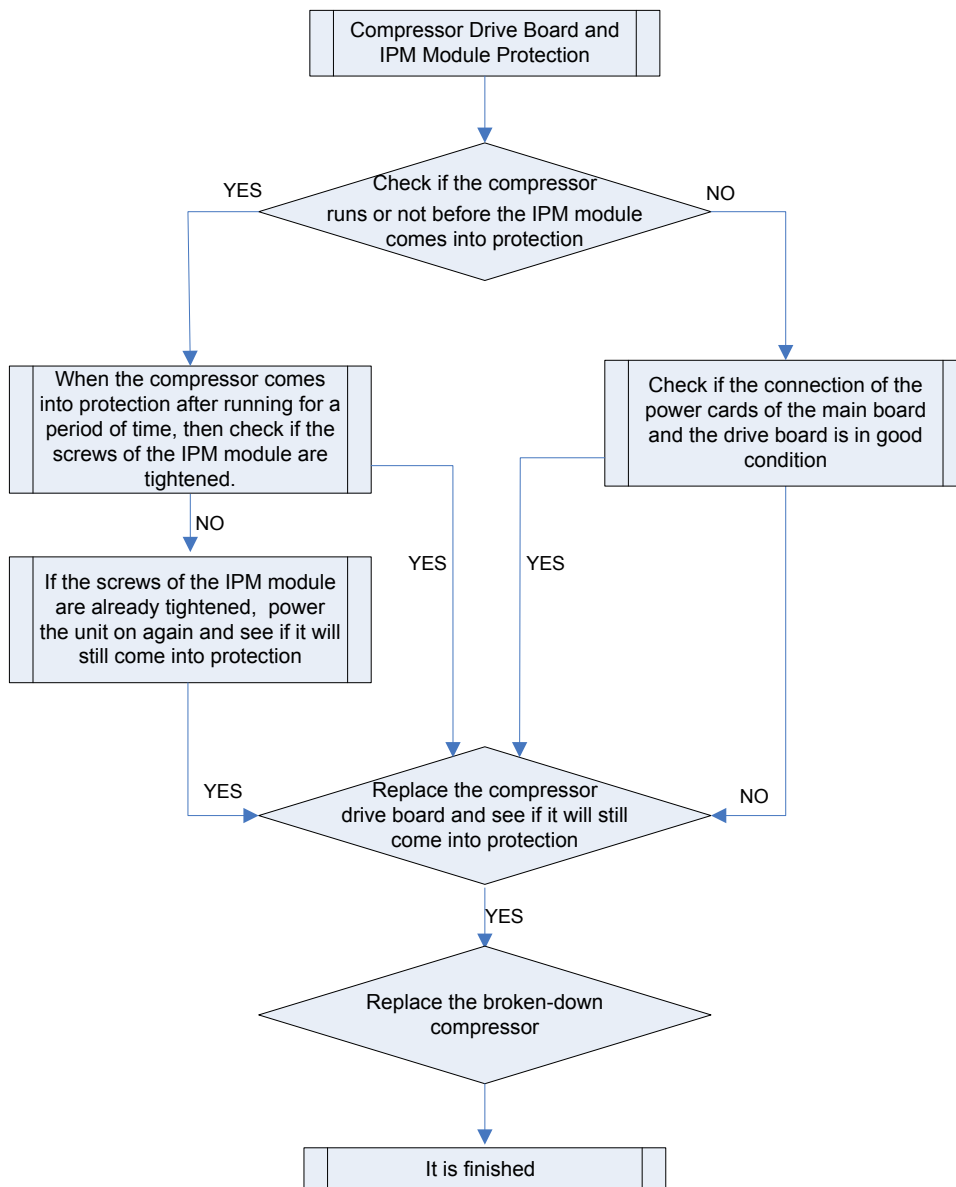 Compressor Drive Board and
IPM Module Protection
YES
Check if the compressor
runs or not before the IPM module
comes into protection
NO
When the compressor comes
into protection after running for a
period of time, then check if the
screws of the IPM module are
tightened.
Check if the connection of the
power cards of the main board
and the drive board is in good
condition
NO
YES
YES
If the screws of the IPM module
are already tightened, power
the unit on again and see if it will
still come into protection
YES
Replace the compressor
drive board and see if it will still
come into protection
NO
YES
Replace the broken-down
compressor
It is finished